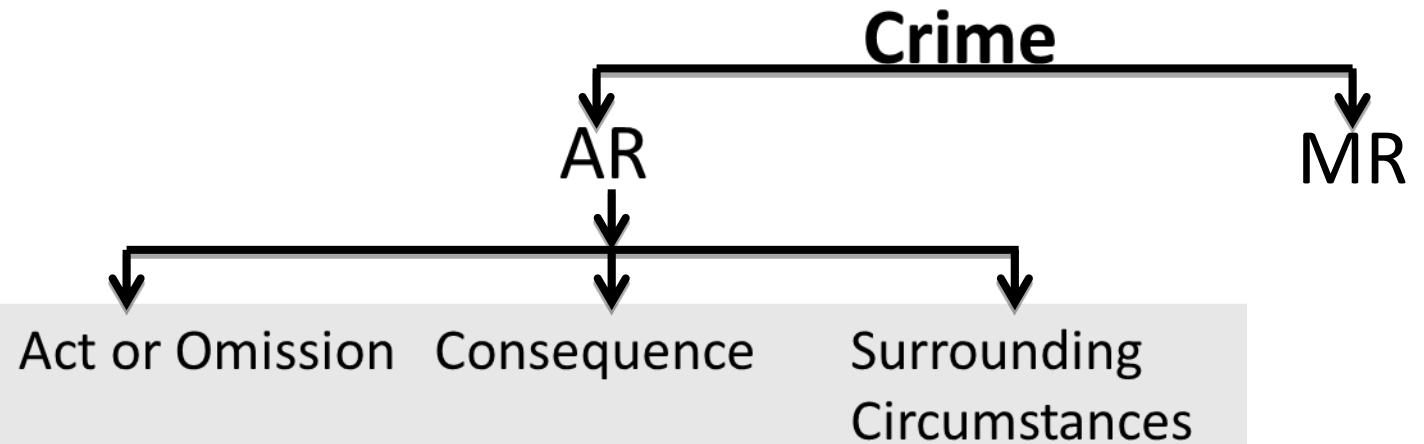 Crime
AR
MR
Act or Omission
Consequence
Surrounding
Circumstances